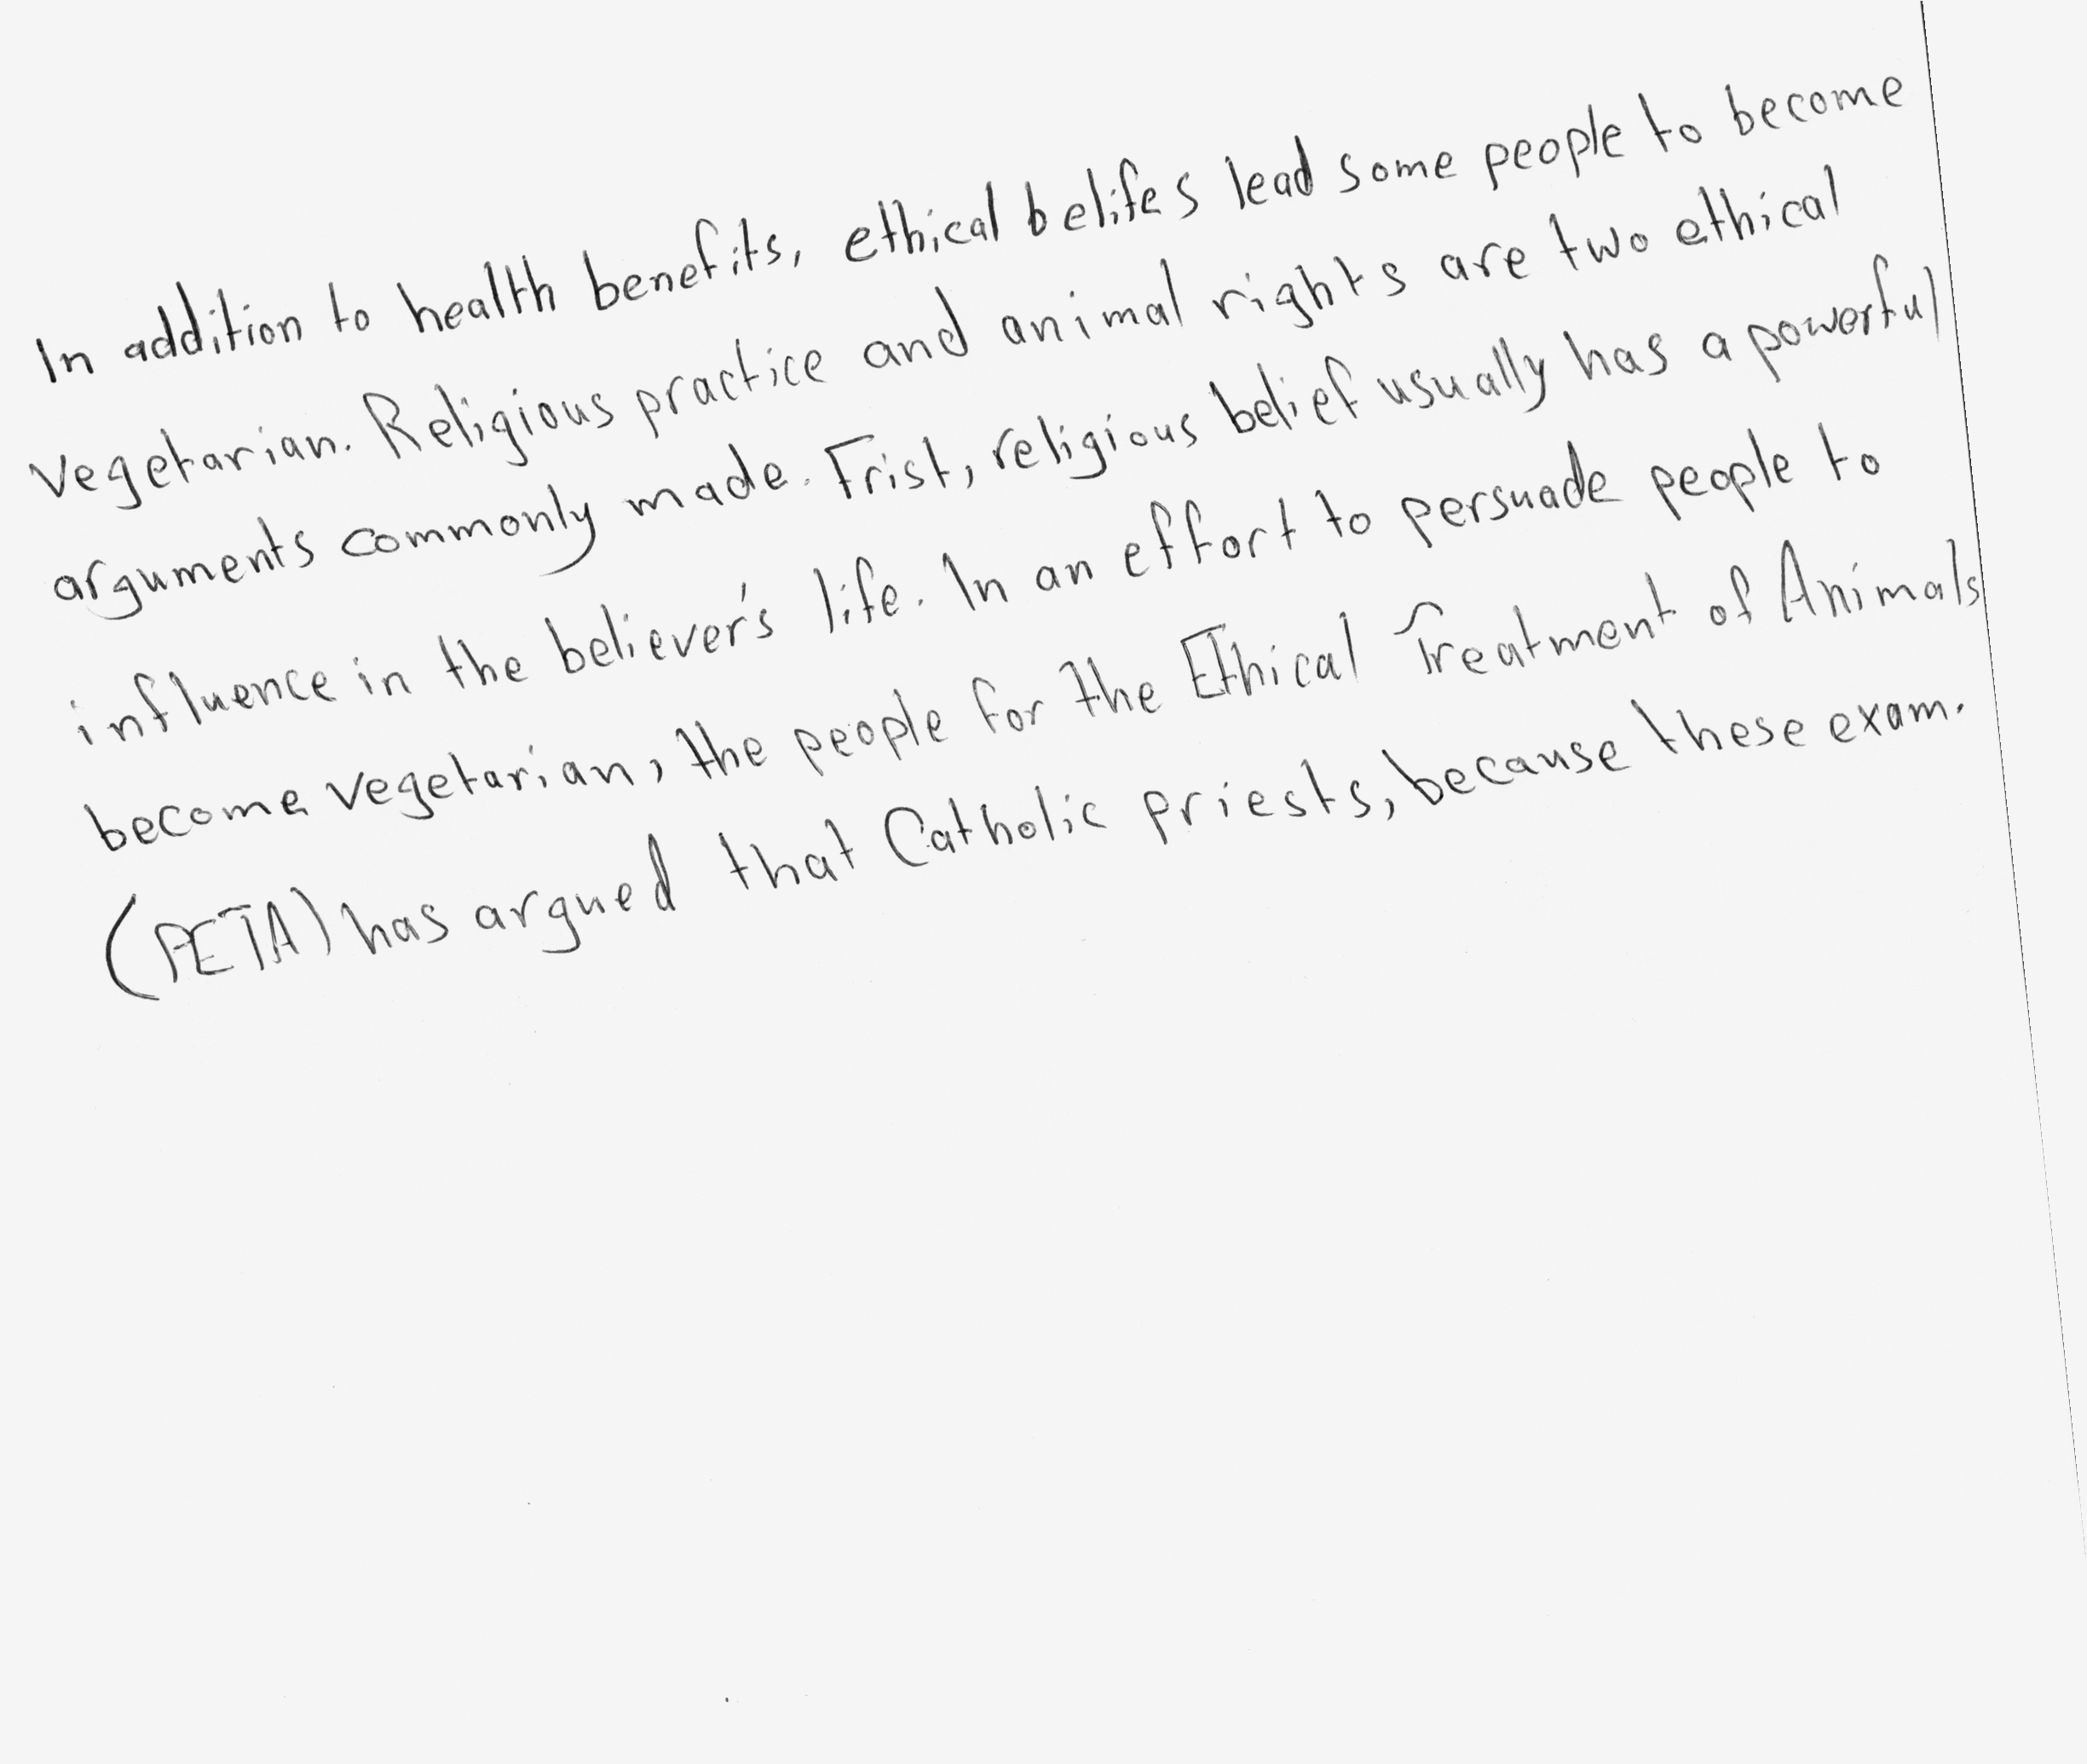 In addition to health benefits, ethical belifes lead some people to become
vegetarian. Religious practice and animal rights are two ethical
arguments commonly made. Frist, religious belief usually has a powerful
influence in the believer's life. In an effort to persuade people to
become vegetarian, the people for the Ethical Treatment of Animals
(PETA) has argued that Catholic priests, because these exam.